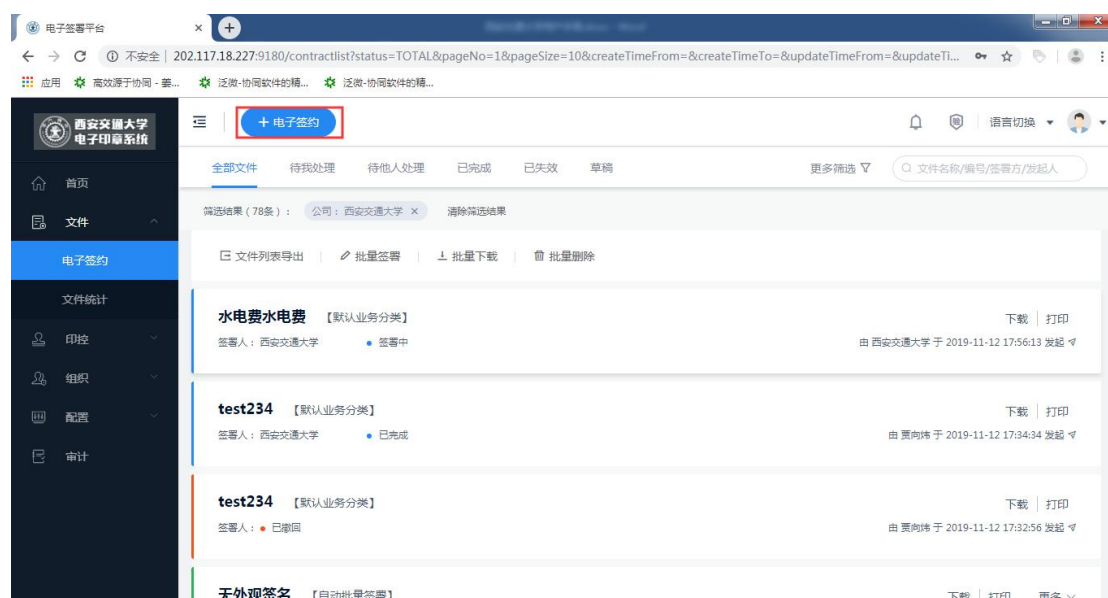 电子签署平台
不安全 | 202.117.18.227:9180/contractlist?status=TOTAL&pageNo=1&pageSize=10&createTimeFrom=&createTimeTo=&updateTimeFrom=&updateTi...
应用 高效源于协同 - 姜... 泛微-协同软件的精... 泛微-协同软件的精...
西安交通大学
电子印章系统
+ 电子签约
语言切换
全部文件 待我处理 待他人处理 已完成 已失效 草稿 更多筛选 文件名称/编号/签署方/发起人
首页
筛选结果 ( 78条 ) : 公司 : 西安交通大学 × 清除筛选结果
文件
文件列表导出 批量签署 批量下载 批量删除
电子签约
文件统计
水电费水电费 【默认业务分类】 下载 打印
印控
签署人 : 西安交通大学 签署中 由 西安交通大学 于 2019-11-12 17:56:13 发起
组织
test234 【默认业务分类】 下载 打印
配置
签署人 : 西安交通大学 已完成 由 贾向炜 于 2019-11-12 17:34:34 发起
审计
test234 【默认业务分类】 下载 打印
签署人 : 已撤回 由 贾向炜 于 2019-11-12 17:32:56 发起
无外观签名 【自动批量签署】 下载 打印 更多